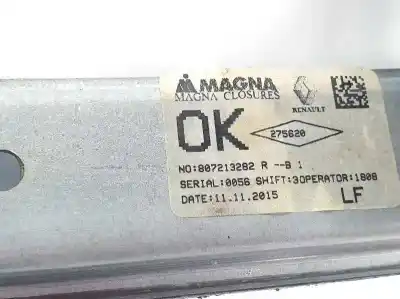 MAGNA
MAGNA CLOSURES
RENAULT
OK
275620
NO:807213282 R --B 1
SERIAL:0056 SHIFT:3OPERATOR:1808
DATE:11.11.2015
LF